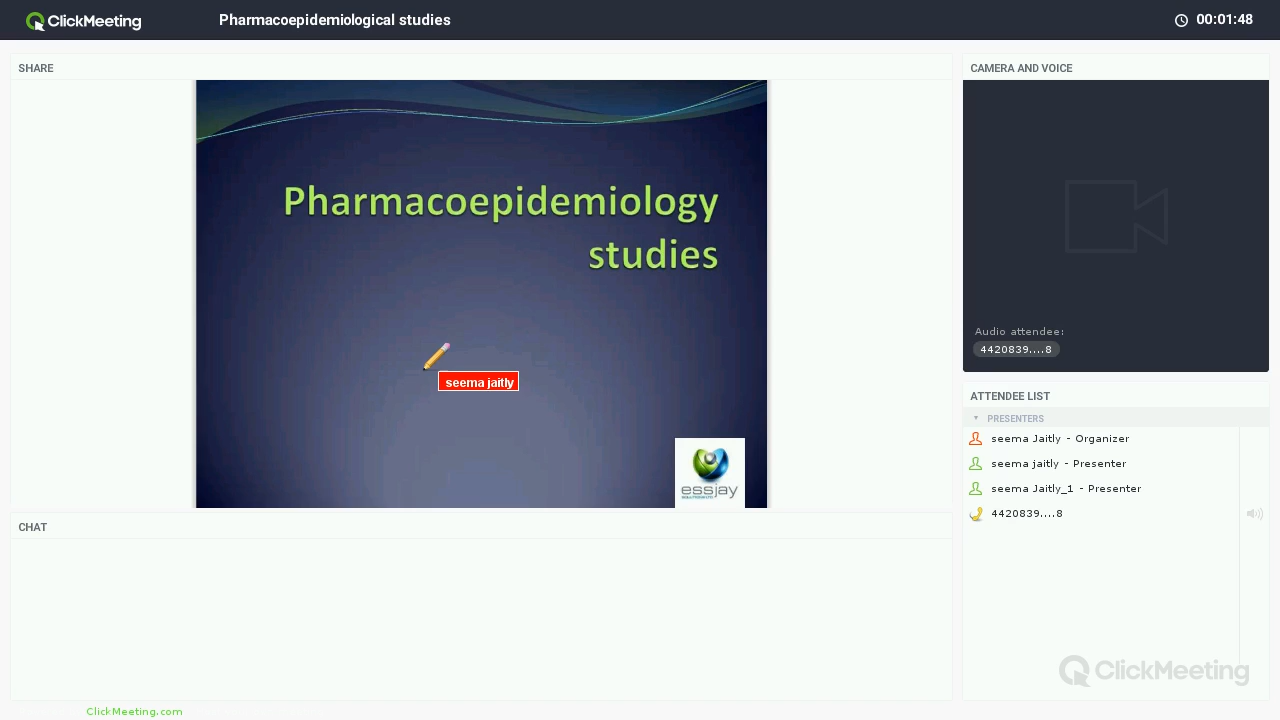 ClickMeeting
Pharmacoepidemiological studies
00:01:48
SHARE
Pharmacoepidemiology
studies
seema jaitly
essjay
CHAT
CAMERA AND VOICE
Audio attendee:
4420839....8
ATTENDEE LIST
PRESENTERS
seema Jaitly - Organizer
seema jaitly - Presenter
seema Jaitly_1 - Presenter
4420839....8
ClickMeeting
ClickMeeting.com